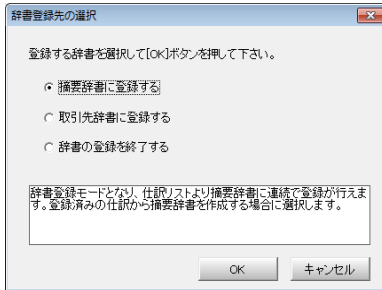 辞書登録先の選択
登録する辞書を選択して[OK]ボタンを押して下さい。
摘要辞書に登録する
取引先辞書に登録する
辞書の登録を終了する
辞書登録モードとなり、仕訳リストより摘要辞書に連続で登録が行えま
す。登録済みの仕訳から摘要辞書を作成する場合に選択します。
OK
キャンセル